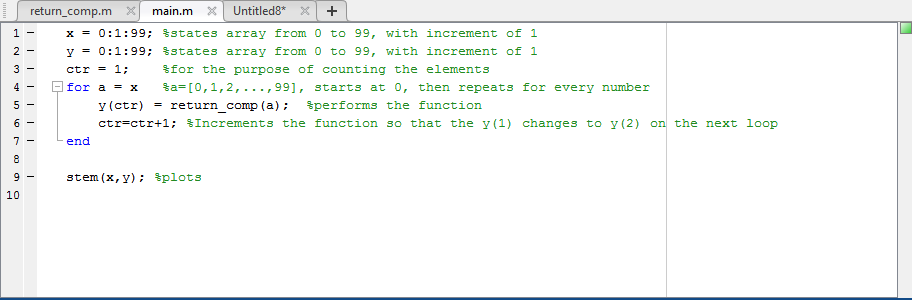 return_comp.m main.m Untitled8*
1 x = 0:1:99; %states array from 0 to 99, with increment of 1
2 y = 0:1:99; %states array from 0 to 99, with increment of 1
3 ctr = 1; %for the purpose of counting the elements
4 for a = x %a=[0,1,2,...,99], starts at 0, then repeats for every number
5 y(ctr) = return_comp(a); %performs the function
6 ctr=ctr+1; %Increments the function so that the y(1) changes to y(2) on the next loop
7 end
8
9 stem(x,y); %plots
10